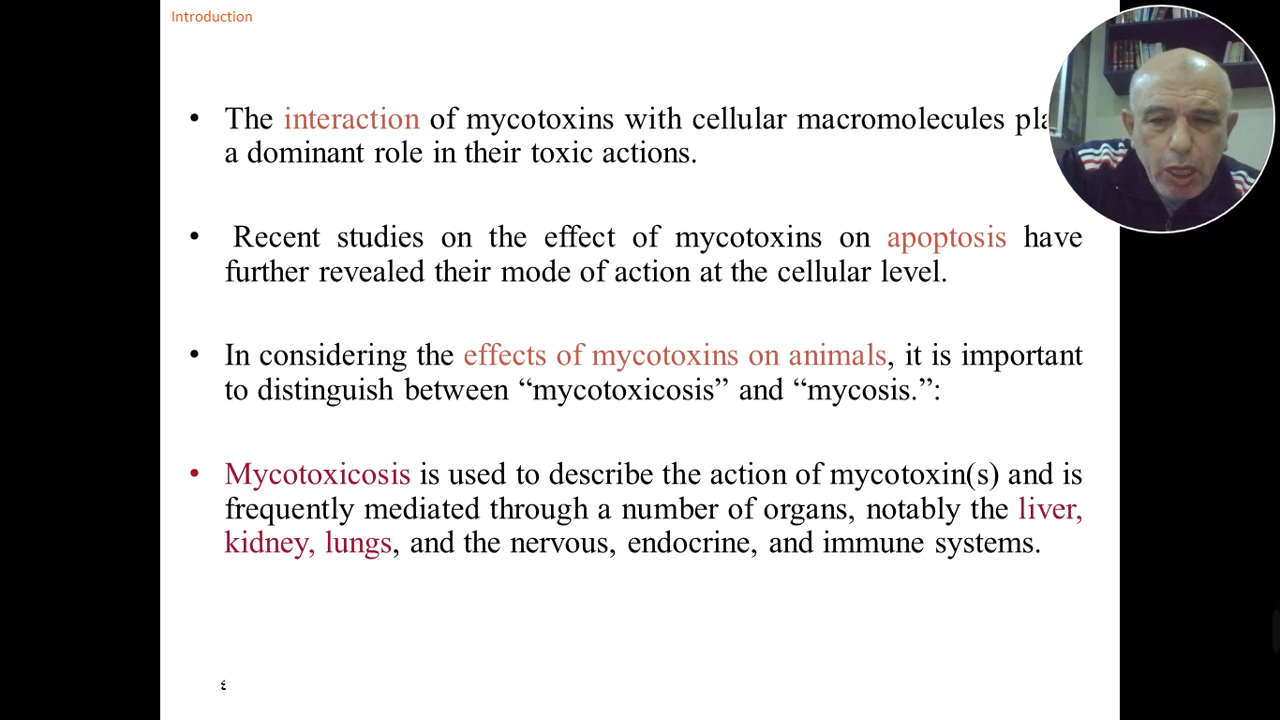 Introduction
• The interaction of mycotoxins with cellular macromolecules
a dominant role in their toxic actions.
• Recent studies on the effect of mycotoxins on apoptosis have
further revealed their mode of action at the cellular level.
• In considering the effects of mycotoxins on animals, it is important
to distinguish between “mycotoxicosis” and “mycosis.”:
• Mycotoxicosis is used to describe the action of mycotoxin(s) and is
frequently mediated through a number of organs, notably the liver,
kidney, lungs, and the nervous, endocrine, and immune systems.
٤